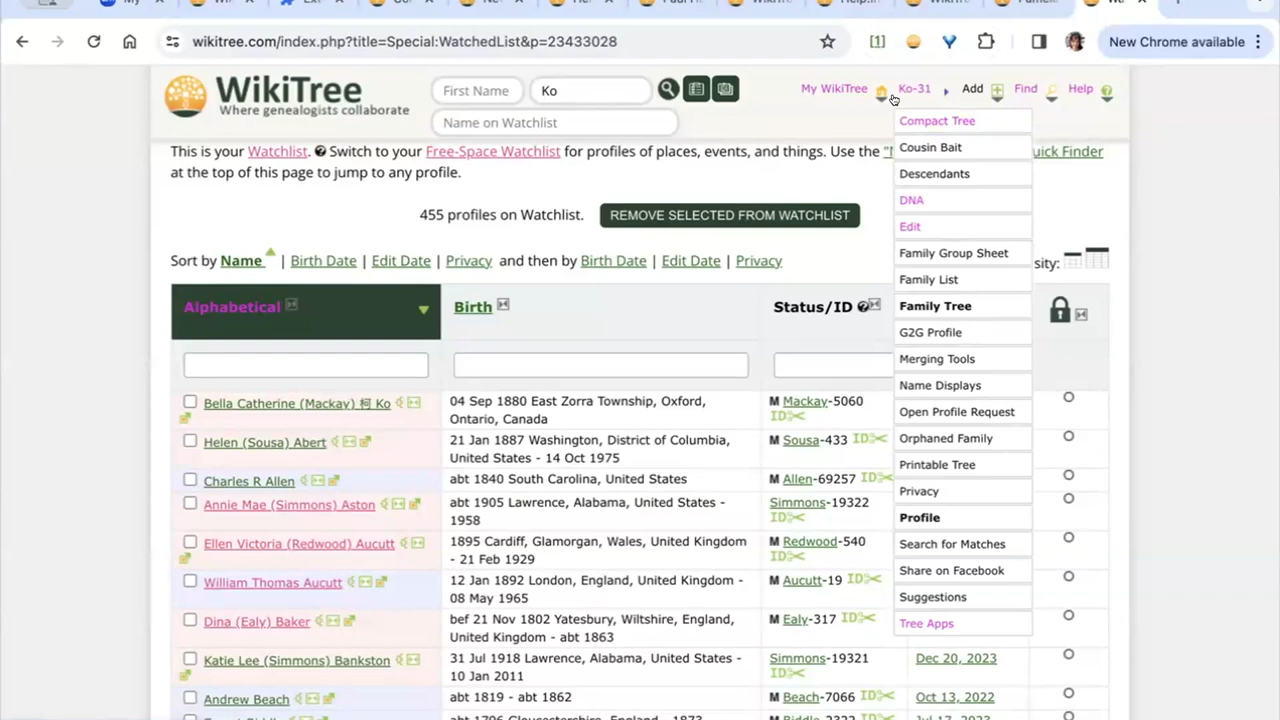 wikitree.com/index.php?title=Special:WatchedList&p=23433028
New Chrome available
WikiTree
Where genealogists collaborate
First Name
Ko
Name on Watchlist
My WikiTree
Ko-31
Add
Find
Help
This is your Watchlist. Switch to your Free-Space Watchlist for profiles of places, events, and things. Use the "
uick Finder
at the top of this page to jump to any profile.
455 profiles on Watchlist.
REMOVE SELECTED FROM WATCHLIST
Sort by Name | Birth Date | Edit Date | Privacy and then by Birth Date | Edit Date | Privacy
sity:
Compact Tree
Cousin Bait
Descendants
DNA
Edit
Family Group Sheet
Family List
Family Tree
G2G Profile
Merging Tools
Name Displays
Open Profile Request
Orphaned Family
Printable Tree
Privacy
Profile
Search for Matches
Share on Facebook
Suggestions
Tree Apps
Alphabetical
Birth
Status/ID
Bella Catherine (Mackay) 柯 Ko
04 Sep 1880 East Zorra Township, Oxford,
Ontario, Canada
M Mackay-5060
ID
Helen (Sousa) Abert
21 Jan 1887 Washington, District of Columbia,
United States - 14 Oct 1975
M Sousa-433 ID
Charles R Allen
abt 1840 South Carolina, United States
M Allen-69257 ID
Annie Mae (Simmons) Aston
abt 1905 Lawrence, Alabama, United States -
1958
Simmons-19322
ID
Ellen Victoria (Redwood) Aucutt
1895 Cardiff, Glamorgan, Wales, United Kingdom
- 21 Feb 1929
M Redwood-540
ID
William Thomas Aucutt
12 Jan 1892 London, England, United Kingdom -
08 May 1965
M Aucutt-19 ID
Dina (Ealy) Baker
bef 21 Nov 1802 Yatesbury, Wiltshire, England,
United Kingdom - abt 1863
M Ealy-317 ID
Katie Lee (Simmons) Bankston
31 Jul 1918 Lawrence, Alabama, United States -
10 Jan 2011
Simmons-19321
ID
Dec 20, 2023
Andrew Beach
abt 1819 - abt 1862
M Beach-7066 ID
Oct 13, 2022